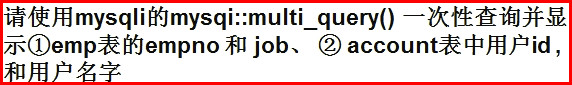 请使用mysqli的mysqi::multi_query() 一次性查询并显
示①emp表的empno 和 job、 ② account表中用户id ,
和用户名字